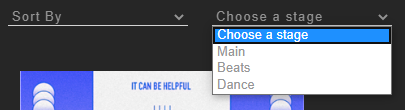 Sort By
Choose a stage
Choose a stage
Main
Beats
Dance
IT CAN BE HELPFUL